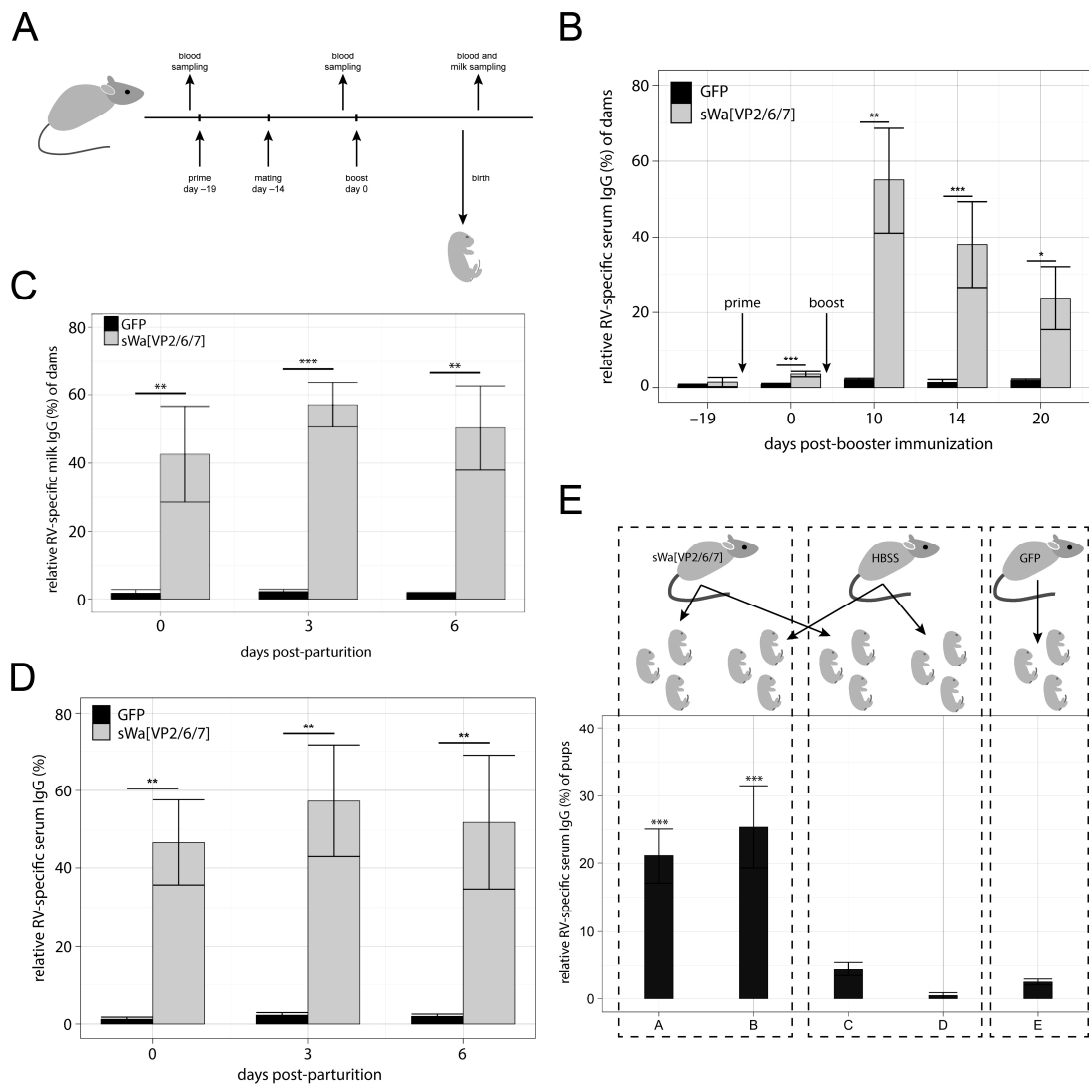 A
blood
sampling
blood
sampling
blood and
milk sampling
prime
day –19
mating
day –14
boost
day 0
birth
B
GFP
sWa[VP2/6/7]
relative RV-specific serum IgG (%) of dams
80
60
40
20
0
**
***
*
***
prime
boost
–19
0
10
14
20
days post-booster immunization
C
GFP
sWa[VP2/6/7]
relative RV-specific milk IgG (%) of dams
80
60
40
20
0
**
***
**
0
3
6
days post-parturition
D
GFP
sWa[VP2/6/7]
relative RV-specific serum IgG (%)
80
60
40
20
0
**
**
**
0
3
6
days post-parturition
E
sWa[VP2/6/7]
HBSS
GFP
relative RV-specific serum IgG (%) of pups
40
30
20
10
0
***
***
A
B
C
D
E